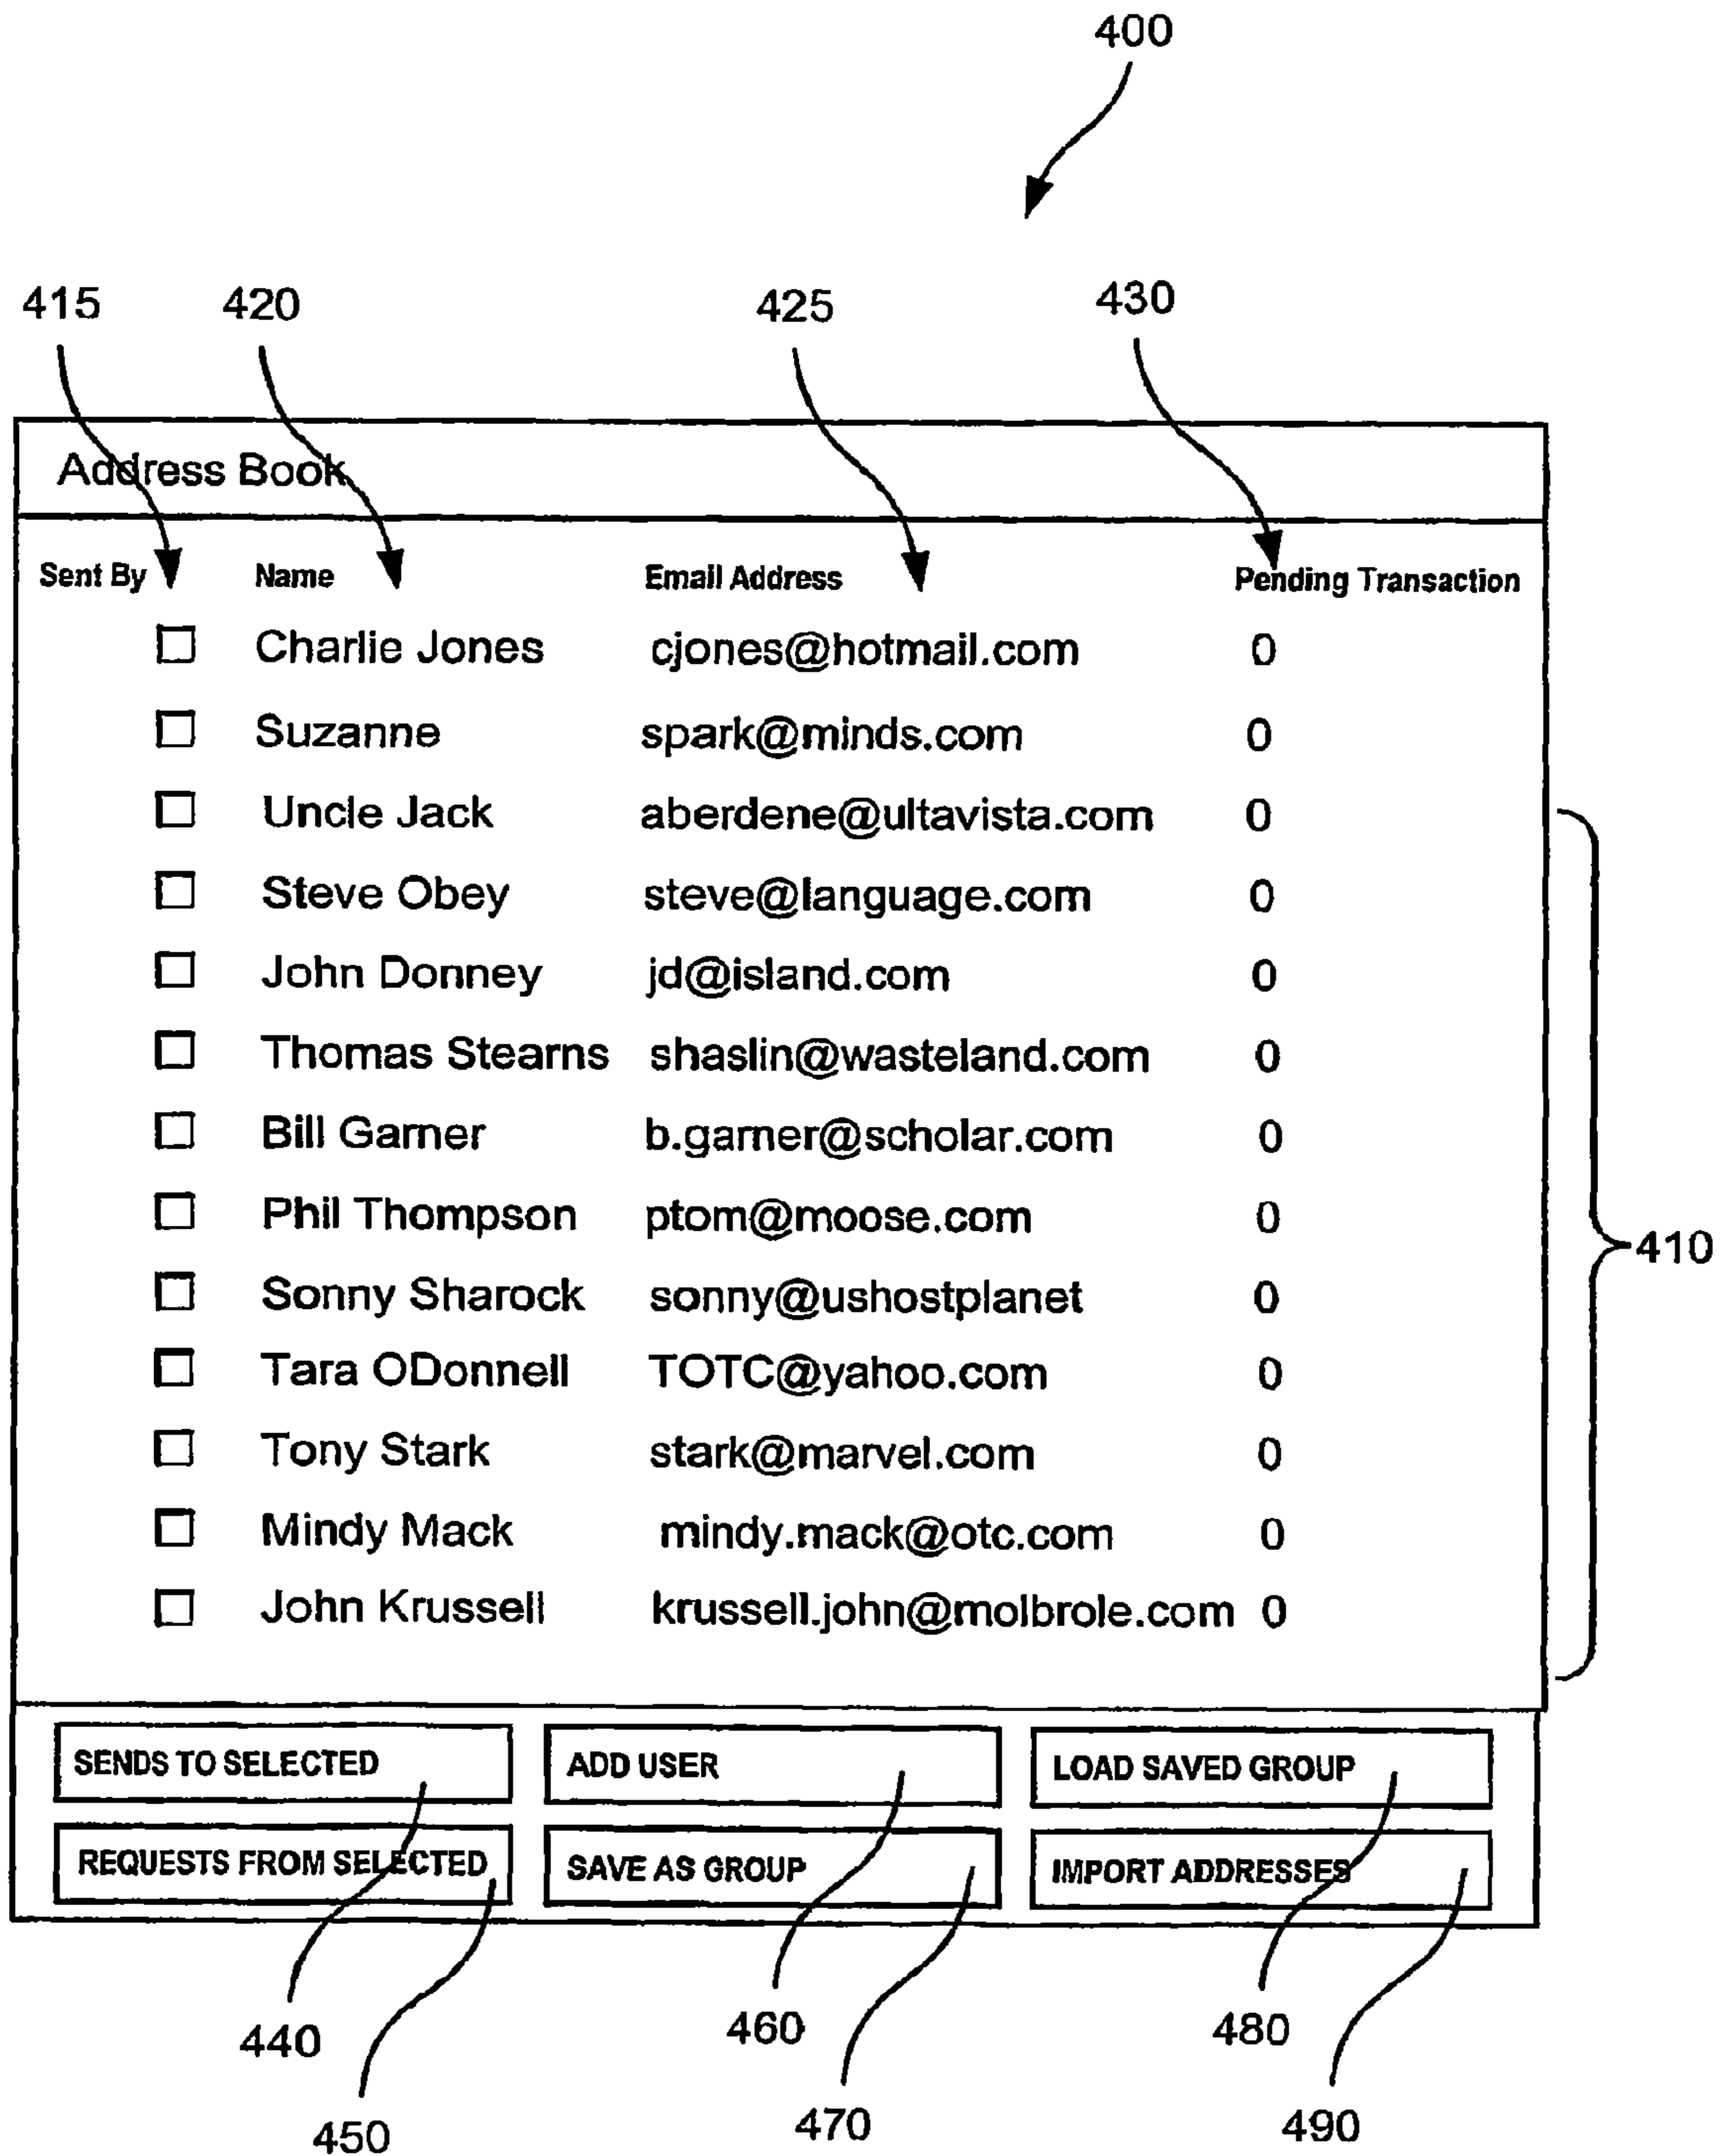 400
415 420 425 430
Address Book
Sent By Name Email Address Pending Transaction
Charlie Jones cjones@hotmail.com 0
Suzanne spark@minds.com 0
Uncle Jack aberdene@ultavista.com 0
Steve Obey steve@language.com 0
John Donney jd@island.com 0
Thomas Stearns shaslin@wasteland.com 0
Bill Garner b.garner@scholar.com 0
Phil Thompson ptom@moose.com 0
410
Sonny Sharock sonny@ushostplanet 0
Tara ODonnell TOTC@yahoo.com 0
Tony Stark stark@marvel.com 0
Mindy Mack mindy.mack@otc.com 0
John Krussell krussell.john@molbrole.com 0
SENDS TO SELECTED ADD USER LOAD SAVED GROUP
REQUESTS FROM SELECTED SAVE AS GROUP IMPORT ADDRESSES
440 460 480
450 470 490